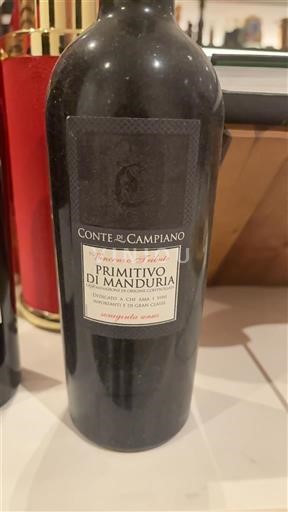 CONTE DI CAMPIANO
PRIMITIVO
DI MANDURIA
DENOMINAZIONE DI ORIGINE CONTROLLATA
DEDICATO A CHI AMA I VINI
IMPORTANTI E DI GRAN CLASSE